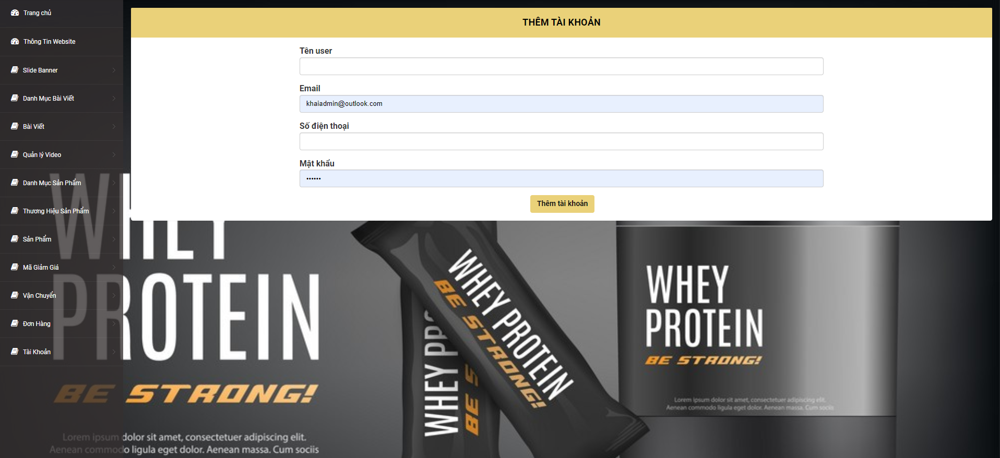 Trang chủ
Thông Tin Website
Slide Banner
Danh Mục Bài Viết
Bài Viết
Quản lý Video
Danh Mục Sản Phẩm
Thương Hiệu Sản Phẩm
Sản Phẩm
Mã Giảm Giá
Vận Chuyển
Đơn Hàng
Tài Khoản
THÊM TÀI KHOẢN
Tên user
Email
khaiadmin@outlook.com
Số điện thoại
Mật khẩu
••••••
Thêm tài khoản
WHEY
PROTEIN
BE STRONG!
Lorem ipsum dolor sit amet, consectetuer adipiscing elit.
Aenean commodo ligula eget dolor. Aenean massa. Cum sociis
WHEY PRO
BE S
WHEY PROTEIN
BE STRONG!
WHEY
PROTEIN
BE STRONG!
Lorem ipsum dolor sit amet, consectetuer adipiscing elit.
Aenean commodo ligula eget dolor. Aenean massa. Cum sociis